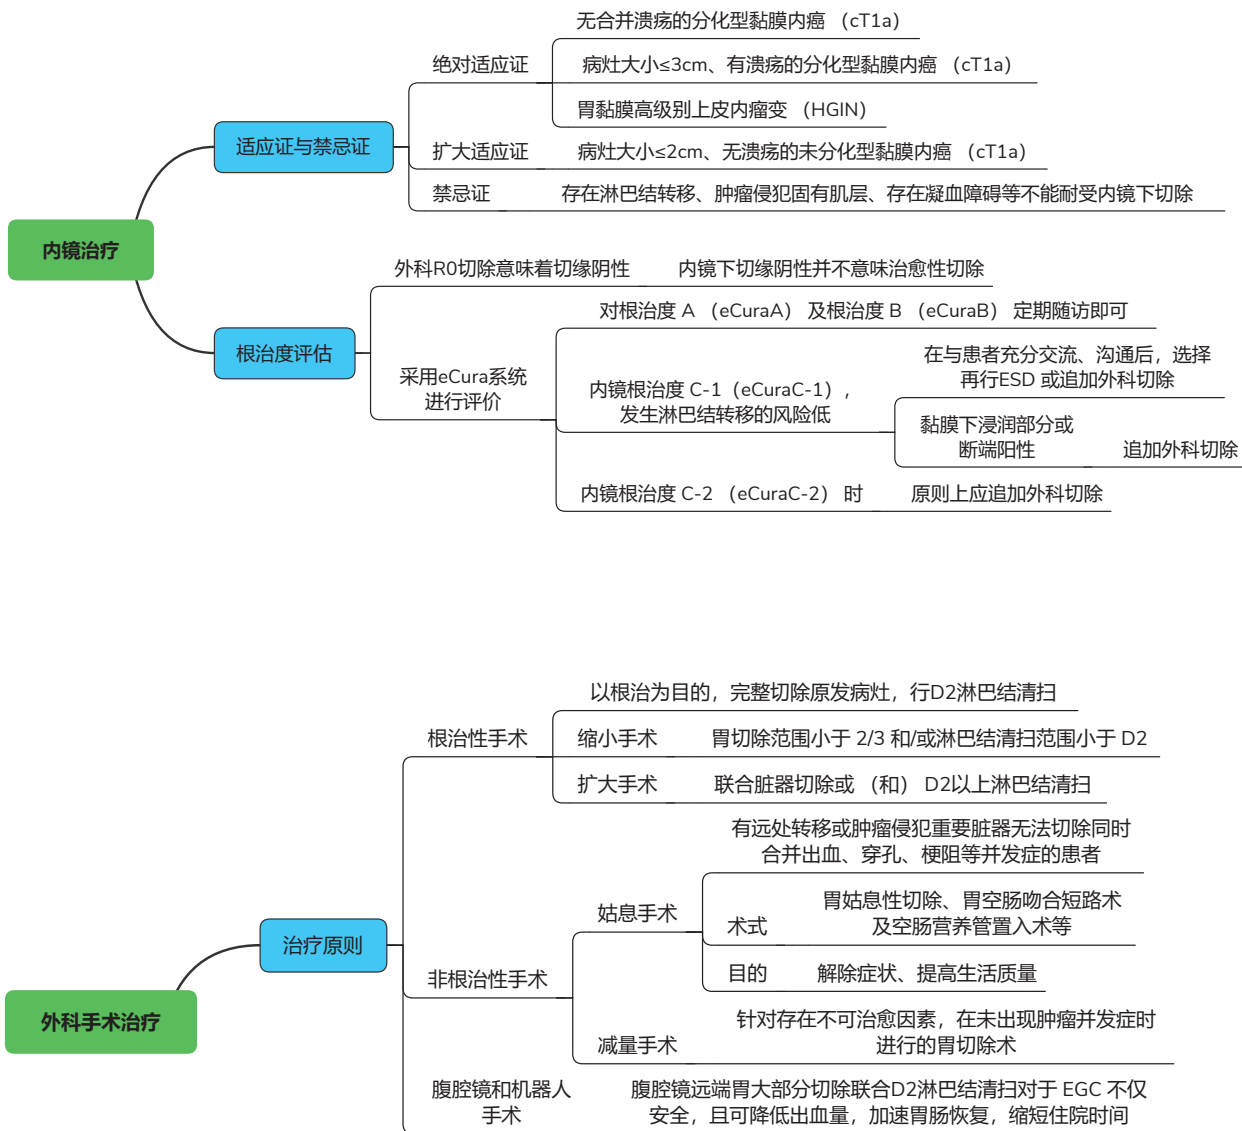 内镜治疗
适应证与禁忌证
绝对适应证
无合并溃疡的分化型黏膜内癌 （cT1a）
病灶大小≤3cm、有溃疡的分化型黏膜内癌 （cT1a）
胃黏膜高级别上皮内瘤变 （HGIN）
扩大适应证
病灶大小≤2cm、无溃疡的未分化型黏膜内癌 （cT1a）
禁忌证
存在淋巴结转移、肿瘤侵犯固有肌层、存在凝血障碍等不能耐受内镜下切除
根治度评估
外科R0切除意味着切缘阴性
内镜下切缘阴性并不意味治愈性切除
采用eCura系统
进行评价
对根治度 A （eCuraA） 及根治度 B （eCuraB） 定期随访即可
内镜根治度 C-1（eCuraC-1），
发生淋巴结转移的风险低
在与患者充分交流、沟通后，选择
再行ESD 或追加外科切除
黏膜下浸润部分或
断端阳性
追加外科切除
内镜根治度 C-2 （eCuraC-2） 时
原则上应追加外科切除
外科手术治疗
治疗原则
根治性手术
以根治为目的，完整切除原发病灶，行D2淋巴结清扫
缩小手术
胃切除范围小于 2/3 和/或淋巴结清扫范围小于 D2
扩大手术
联合脏器切除或 （和） D2以上淋巴结清扫
非根治性手术
姑息手术
有远处转移或肿瘤侵犯重要脏器无法切除同时
合并出血、穿孔、梗阻等并发症的患者
术式
胃姑息性切除、胃空肠吻合短路术
及空肠营养管置入术等
目的
解除症状、提高生活质量
减量手术
针对存在不可治愈因素，在未出现肿瘤并发症时
进行的胃切除术
腹腔镜和机器人
手术
腹腔镜远端胃大部分切除联合D2淋巴结清扫对于 EGC 不仅
安全，且可降低出血量，加速胃肠恢复，缩短住院时间